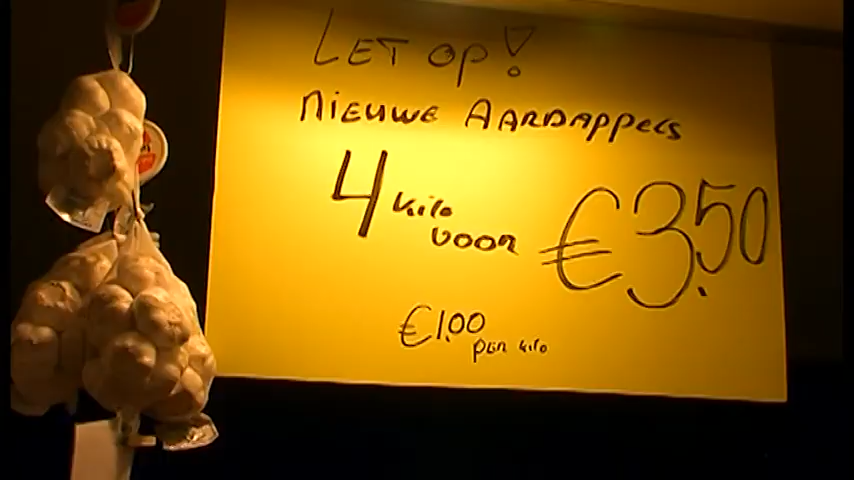 LET OP!
NIEUWE AARDAPPELS
4 kilo
voor
€3.50
€1.00
per kilo